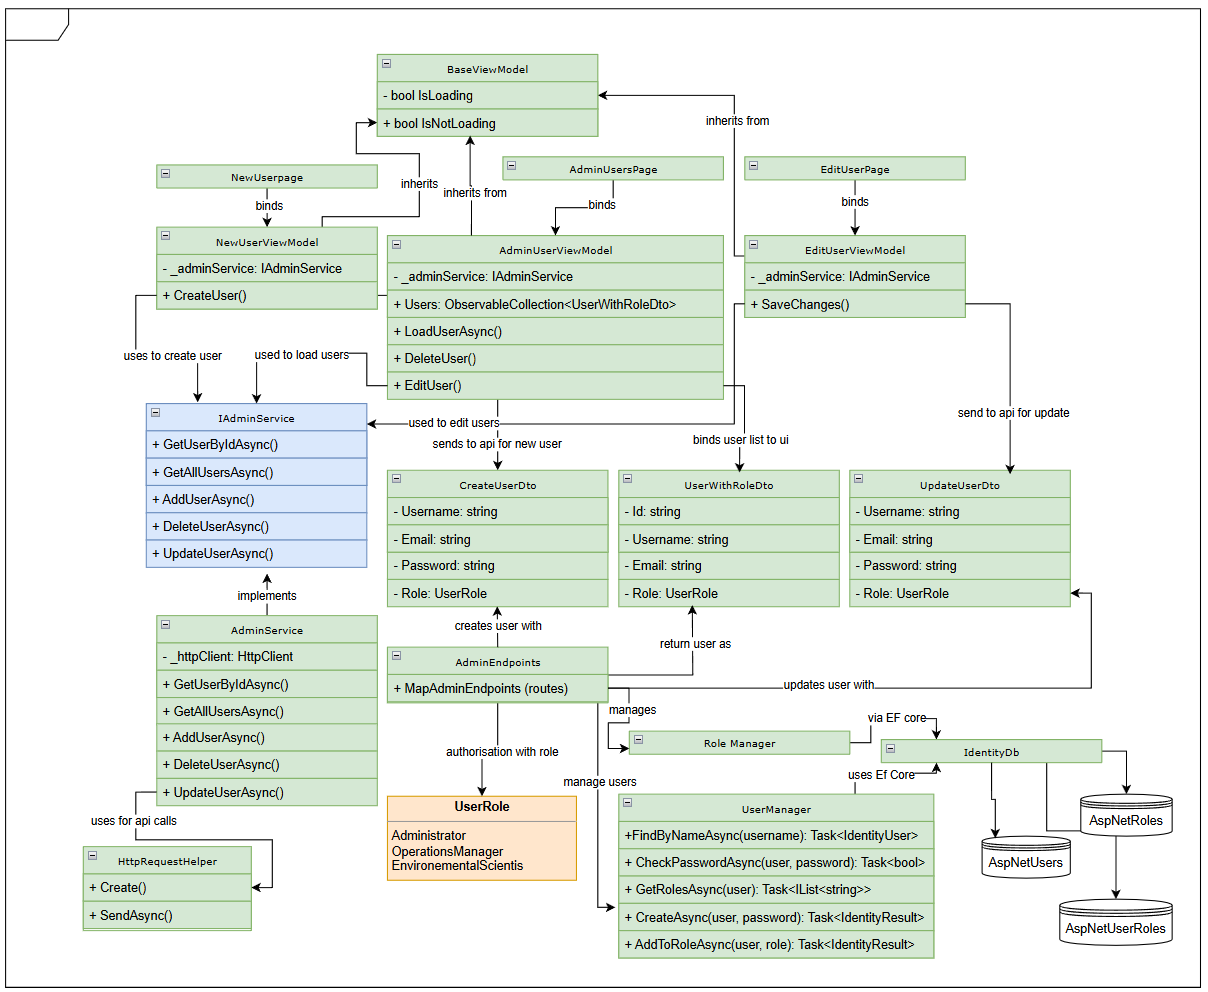 BaseViewModel
- bool IsLoading
+ bool IsNotLoading
inherits from
NewUserpage
AdminUsersPage
EditUserPage
inherits
inherits from
binds
binds
binds
NewUserViewModel
- _adminService: IAdminService
+ CreateUser()
AdminUserViewModel
- _adminService: IAdminService
+ Users: ObservableCollection<UserWithRoleDto>
+ LoadUserAsync()
+ DeleteUser()
+ EditUser()
EditUserViewModel
- _adminService: IAdminService
+ SaveChanges()
uses to create user
used to load users
used to edit users
sends to api for new user
binds user list to ui
send to api for update
IAdminService
+ GetUserByIdAsync()
+ GetAllUsersAsync()
+ AddUserAsync()
+ DeleteUserAsync()
+ UpdateUserAsync()
CreateUserDto
- Username: string
- Email: string
- Password: string
- Role: UserRole
UserWithRoleDto
- Id: string
- Username: string
- Email: string
- Role: UserRole
UpdateUserDto
- Username: string
- Email: string
- Password: string
- Role: UserRole
implements
creates user with
return user as
updates user with
AdminService
- _httpClient: HttpClient
+ GetUserByIdAsync()
+ GetAllUsersAsync()
+ AddUserAsync()
+ DeleteUserAsync()
+ UpdateUserAsync()
AdminEndpoints
+ MapAdminEndpoints (routes)
manages
authorisation with role
manage users
Role Manager
via EF core
uses Ef Core
IdentityDb
UserRole
Administrator
OperationsManager
EnvironementalScientis
UserManager
+FindByNameAsync(username): Task<IdentityUser>
+ CheckPasswordAsync(user, password): Task<bool>
+ GetRolesAsync(user): Task<IList<string>>
+ CreateAsync(user, password): Task<IdentityResult>
+ AddToRoleAsync(user, role): Task<IdentityResult>
AspNetRoles
AspNetUsers
AspNetUserRoles
uses for api calls
HttpRequestHelper
+ Create()
+ SendAsync()